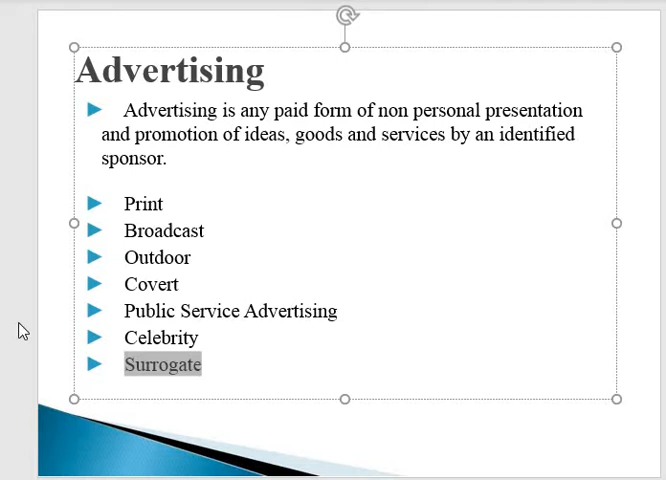 Advertising
Advertising is any paid form of non personal presentation
and promotion of ideas, goods and services by an identified
sponsor.
Print
Broadcast
Outdoor
Covert
Public Service Advertising
Celebrity
Surrogate